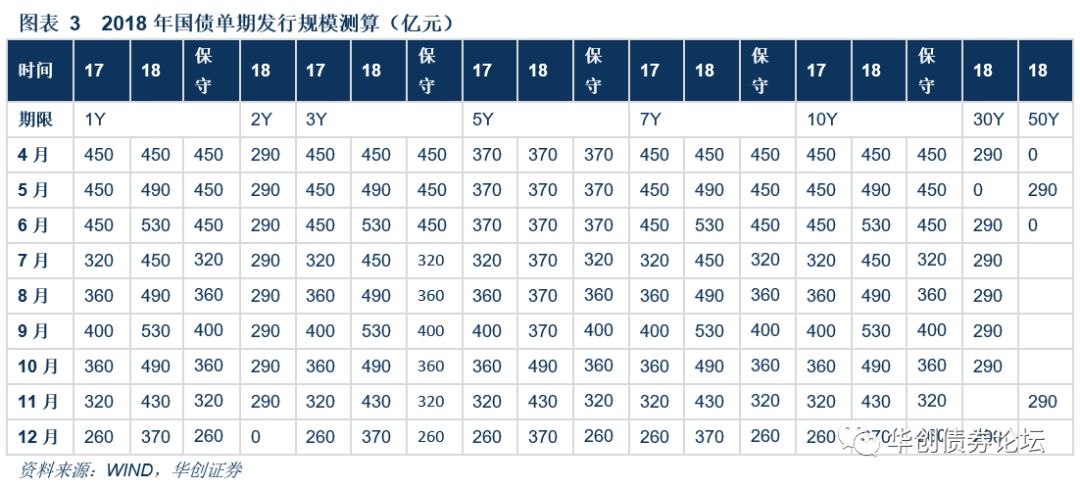 图表 3 2018 年国债单期发行规模测算（亿元）
时间 17 18 保守 18 17 18 保守 17 18 保守 17 18 保守 17 18 保守 18 18
期限 1Y 2Y 3Y 5Y 7Y 10Y 30Y 50Y
4 月 450 450 450 290 450 450 450 370 370 370 450 450 450 450 450 450 290 0
5 月 450 490 450 290 450 490 450 370 370 370 450 490 450 450 490 450 0 290
6 月 450 530 450 290 450 530 450 370 370 370 450 530 450 450 530 450 290 0
7 月 320 450 320 290 320 450 320 320 370 320 320 450 320 320 450 320 290
8 月 360 490 360 290 360 490 360 360 370 360 360 490 360 360 490 360 290
9 月 400 530 400 290 400 530 400 400 370 400 400 530 400 400 530 400 290
10 月 360 490 360 290 360 490 360 360 490 360 360 490 360 360 490 360 290
11 月 320 430 320 290 320 430 320 320 430 320 320 430 320 320 430 320 290
12 月 260 370 260 0 260 370 260 260 370 260 260 370 260 260
华创债券论坛
资料来源：WIND，华创证券